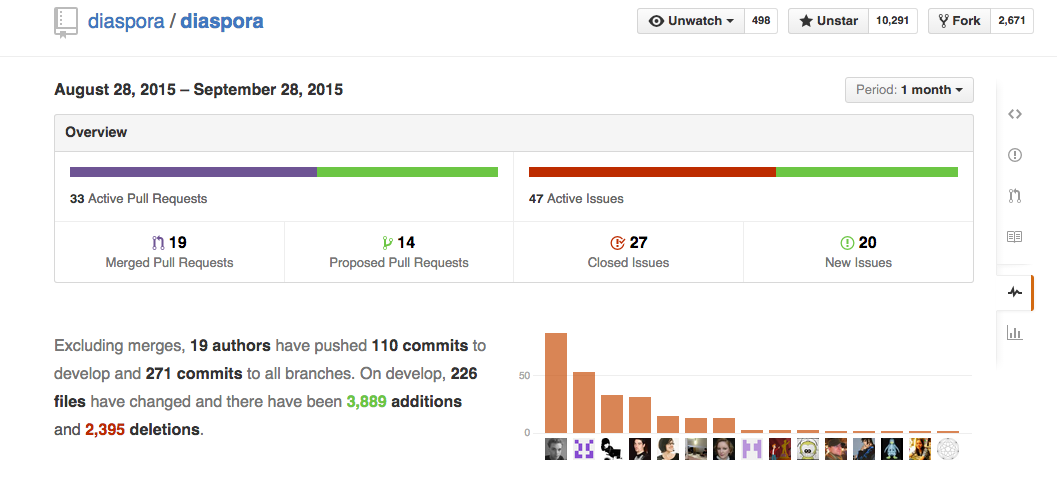 diaspora / diaspora
Unwatch 498 Unstar 10,291 Fork 2,671
August 28, 2015 – September 28, 2015
Period: 1 month
Overview
33 Active Pull Requests
47 Active Issues
19
Merged Pull Requests
14
Proposed Pull Requests
27
Closed Issues
20
New Issues
Excluding merges, 19 authors have pushed 110 commits to
develop and 271 commits to all branches. On develop, 226
files have changed and there have been 3,889 additions
and 2,395 deletions.
50
0